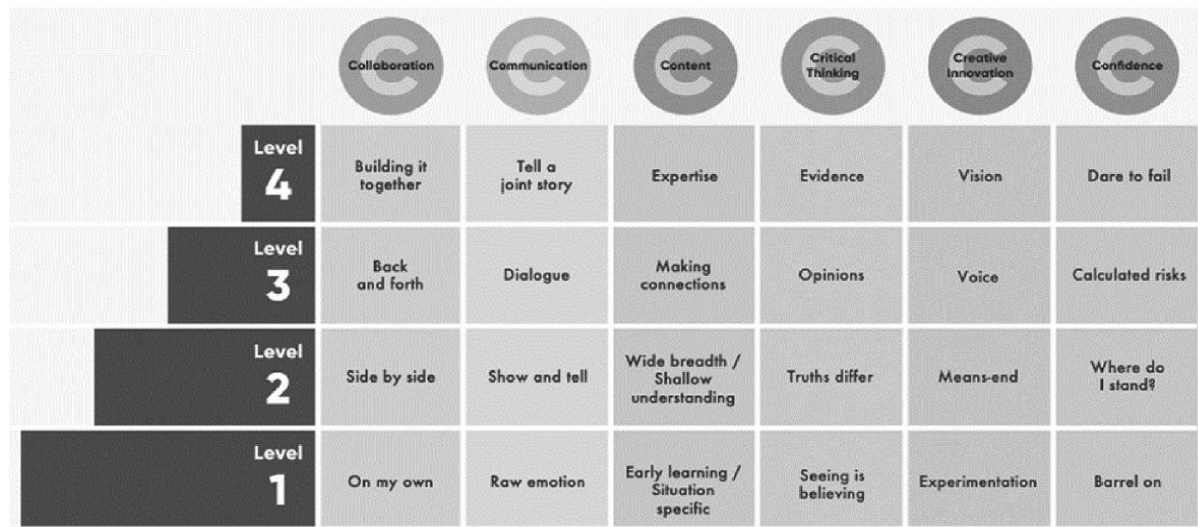 Collaboration
Communication
Content
Critical
Thinking
Creative
Innovation
Confidence
Level
4
Building it
together
Tell a
joint story
Expertise
Evidence
Vision
Dare to fail
Level
3
Back
and forth
Dialogue
Making
connections
Opinions
Voice
Calculated risks
Level
2
Side by side
Show and tell
Wide breadth /
Shallow
understanding
Truths differ
Means-end
Where do
I stand?
Level
1
On my own
Raw emotion
Early learning /
Situation
specific
Seeing is
believing
Experimentation
Barrel on